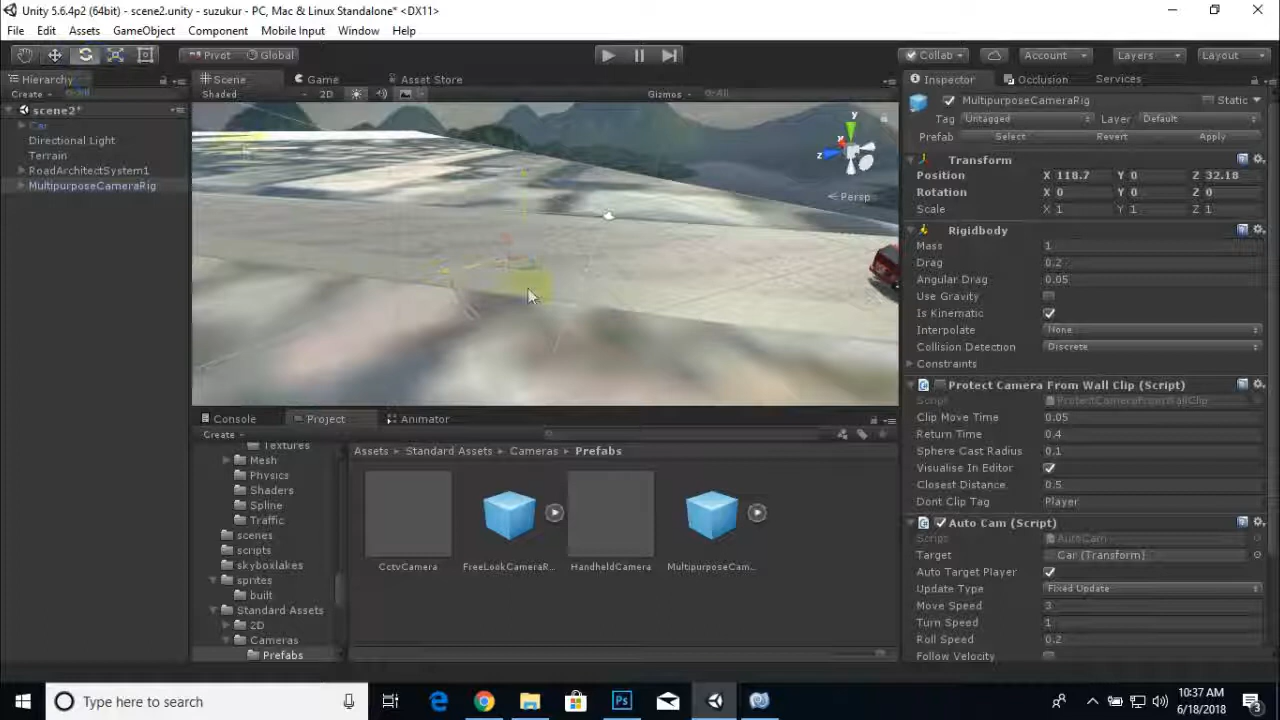 Unity 5.6.4p2 (64bit) - scene2.unity - suzukur - PC, Mac & Linux Standalone* <DX11>
File Edit Assets GameObject Component Mobile Input Window Help
Pivot Global Collab Account Layers Layout
Hierarchy Scene Game Asset Store Inspector Occlusion Services
Create All Shaded 2D Gizmos All
MultipurposeCameraRig Static
scene2*
Tag Untagged Layer Default
Car
Prefab Select Revert Apply
Directional Light
Terrain
Transform
RoadArchitectSystem1
Position X 118.7 Y 0 Z 32.18
MultipurposeCameraRig
Rotation X 0 Y 0 Z 0
Scale X 1 Y 1 Z 1
y
x
z
Persp
Rigidbody
Mass 1
Drag 0.2
Angular Drag 0.05
Use Gravity
Is Kinematic
Interpolate None
Collision Detection Discrete
Constraints
Protect Camera From Wall Clip (Script)
Script ProtectCameraFromWallClip
Clip Move Time 0.05
Return Time 0.4
Sphere Cast Radius 0.1
Visualise In Editor
Closest Distance 0.5
Dont Clip Tag Player
Auto Cam (Script)
Script AutoCam
Target Car (Transform)
Auto Target Player
Update Type Fixed Update
Move Speed 3
Turn Speed 1
Roll Speed 0.2
Follow Velocity
Console Project Animator
Create
Textures
Mesh
Physics
Shaders
Spline
Traffic
scenes
scripts
skyboxlakes
sprites
built
Standard Assets
2D
Cameras
Prefabs
Assets Standard Assets Cameras Prefabs
CctvCamera FreeLookCameraR... HandheldCamera MultipurposeCam...
Type here to search
10:37 AM
6/18/2018
3